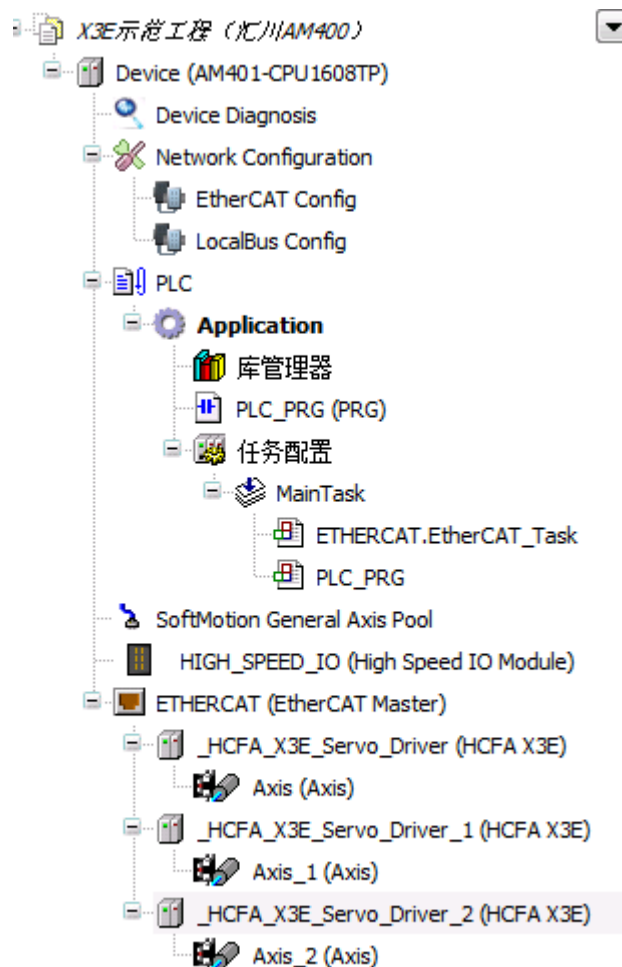 X3E示范工程（汇川AM400）
Device (AM401-CPU1608TP)
Device Diagnosis
Network Configuration
EtherCAT Config
LocalBus Config
PLC
Application
库管理器
PLC_PRG (PRG)
任务配置
MainTask
ETHERCAT.EtherCAT_Task
PLC_PRG
SoftMotion General Axis Pool
HIGH_SPEED_IO (High Speed IO Module)
ETHERCAT (EtherCAT Master)
_HCFA_X3E_Servo_Driver (HCFA X3E)
Axis (Axis)
_HCFA_X3E_Servo_Driver_1 (HCFA X3E)
Axis_1 (Axis)
_HCFA_X3E_Servo_Driver_2 (HCFA X3E)
Axis_2 (Axis)